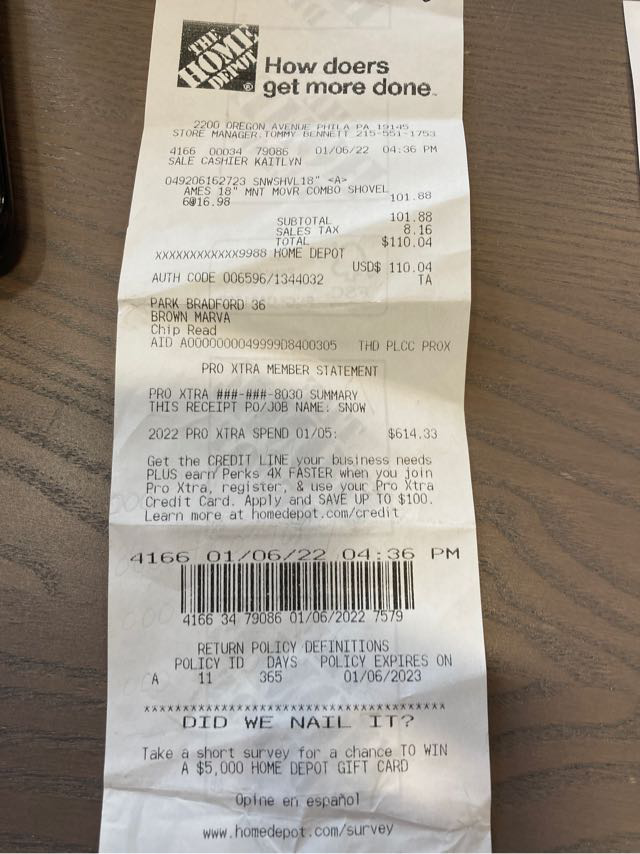 THE
HOME
DEPOT
How doers
get more done.
2200 OREGON AVENUE PHILA PA 19145
STORE MANAGER.TOMMY BENNETT 215-551-1753
4166 00034 79086 01/06/22 04:36 PM
SALE CASHIER KAITLYN
049206162723 SNWSHVL18" <A>
AMES 18" MNT MOVR COMBO SHOVEL
6@16.98 101.88
SUBTOTAL 101.88
SALES TAX 8.16
TOTAL $110.04
XXXXXXXXXXXX9988 HOME DEPOT
USD$ 110.04
AUTH CODE 006596/1344032 TA
PARK BRADFORD 36
BROWN MARVA
Chip Read
AID A0000000049999D8400305 THD PLCC PROX
PRO XTRA MEMBER STATEMENT
PRO XTRA ###-###-8030 SUMMARY
THIS RECEIPT PO/JOB NAME: SNOW
2022 PRO XTRA SPEND 01/05: $614.33
Get the CREDIT LINE your business needs
PLUS earn Perks 4X FASTER when you join
Pro Xtra, register, & use your Pro Xtra
Credit Card. Apply and SAVE UP TO $100.
Learn more at homedepot.com/credit
4166 01/06/22 04:36 PM
4166 34 79086 01/06/2022 7579
RETURN POLICY DEFINITIONS
POLICY ID DAYS POLICY EXPIRES ON
A 11 365 01/06/2023
*******************************************
DID WE NAIL IT?
Take a short survey for a chance TO WIN
A $5,000 HOME DEPOT GIFT CARD
Opine en español
www.homedepot.com/survey